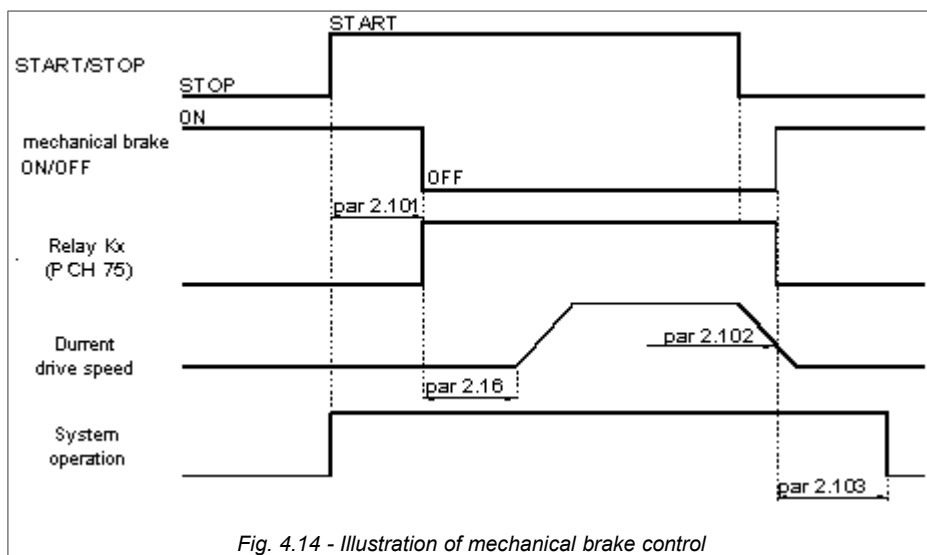 START
START/STOP
STOP
ON
mechanical brake
ON/OFF
OFF
par 2.101
Relay Kx
(PCH 75)
.
Durrent
drive speed
par 2.102
par 2.16
System
operation
par 2.103
Fig. 4.14 - Illustration of mechanical brake control